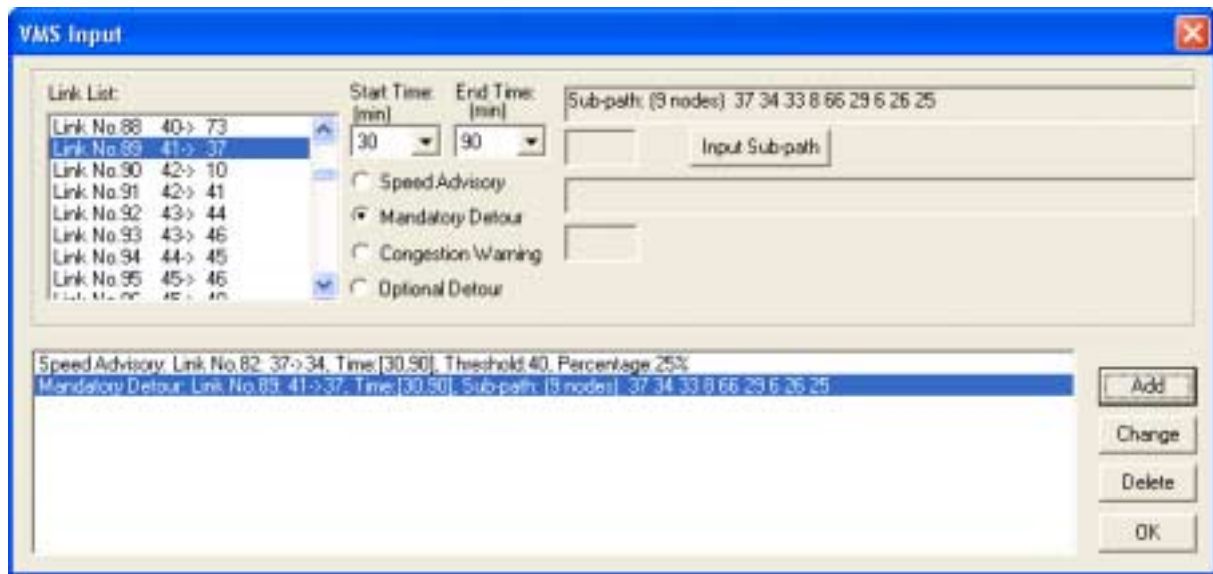 VMS Input
Link List:
Link No.88 40-> 73
Link No.89 41-> 37
Link No.90 42-> 10
Link No.91 42-> 41
Link No.92 43-> 44
Link No.93 43-> 46
Link No.94 44-> 45
Link No.95 45-> 46
Start Time: End Time:
(min) (min)
30 90
Speed Advisory
Mandatory Detour
Congestion Warning
Optional Detour
Sub-path: (9 nodes) 37 34 33 8 66 29 6 26 25
Input Sub-path
Speed Advisory: Link No.82: 37->34, Time:[30,90], Threshold:40, Percentage:25%
Mandatory Detour: Link No.89: 41->37, Time:[30,90], Sub-path: (9 nodes) 37 34 33 8 66 29 6 26 25
Add
Change
Delete
OK